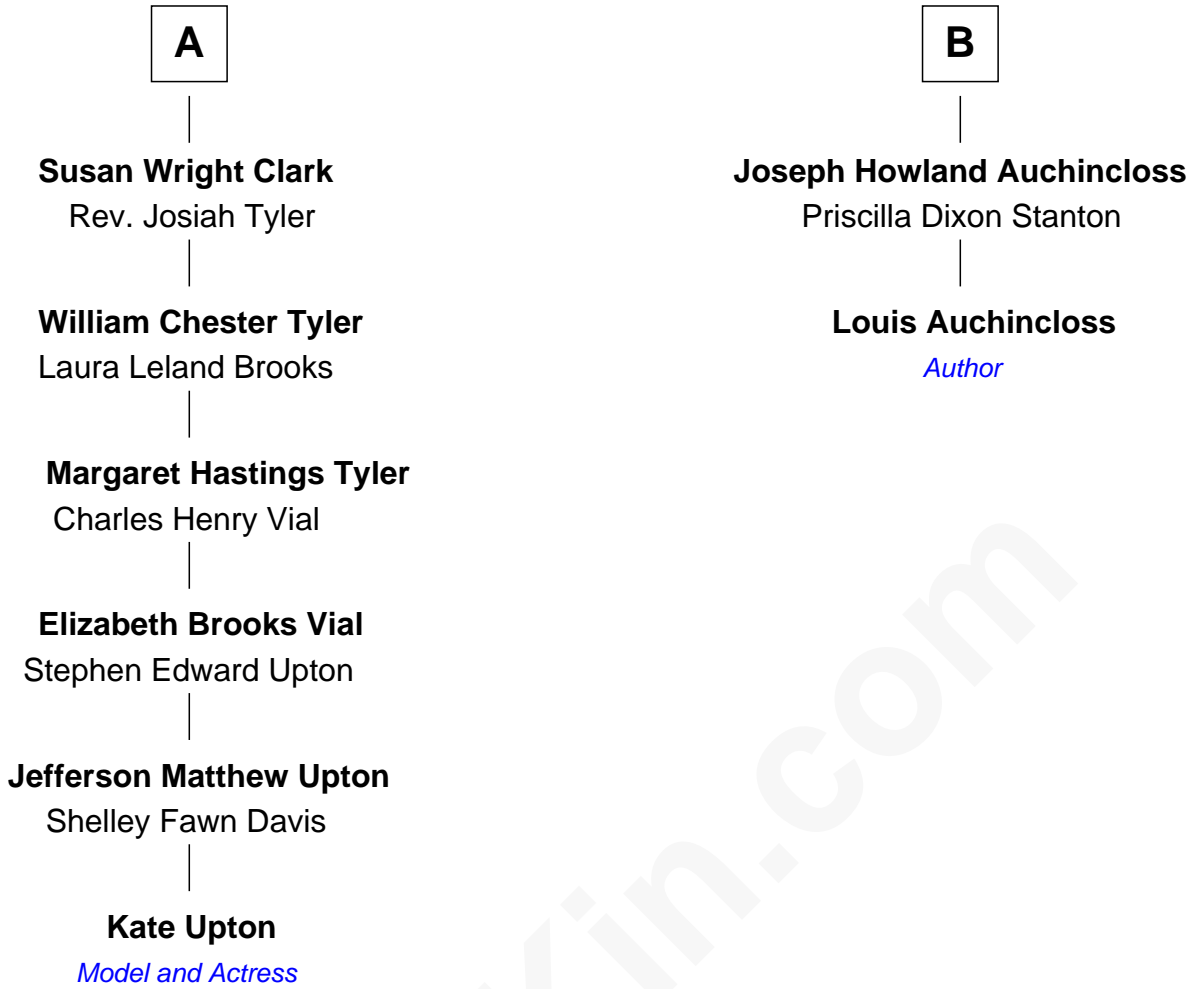 A
Susan Wright Clark
Rev. Josiah Tyler
William Chester Tyler
Laura Leland Brooks
Margaret Hastings Tyler
Charles Henry Vial
Elizabeth Brooks Vial
Stephen Edward Upton
Jefferson Matthew Upton
Shelley Fawn Davis
Kate Upton
Model and Actress
B
Joseph Howland Auchincloss
Priscilla Dixon Stanton
Louis Auchincloss
Author
Kin.com